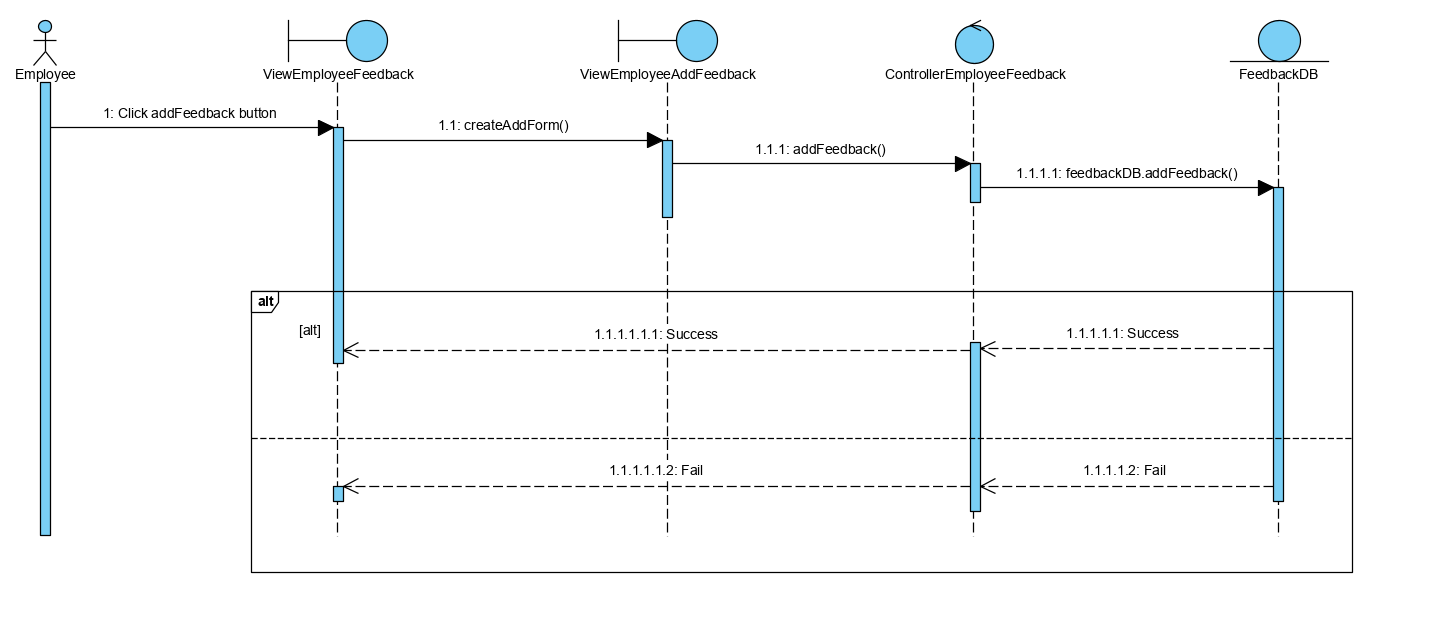 Employee
ViewEmployeeFeedback
ViewEmployeeAddFeedback
ControllerEmployeeFeedback
FeedbackDB
1: Click addFeedback button
1.1: createAddForm()
1.1.1: addFeedback()
1.1.1.1: feedbackDB.addFeedback()
alt
[alt]
1.1.1.1.1.1: Success
1.1.1.1.1: Success
1.1.1.1.1.2: Fail
1.1.1.1.2: Fail